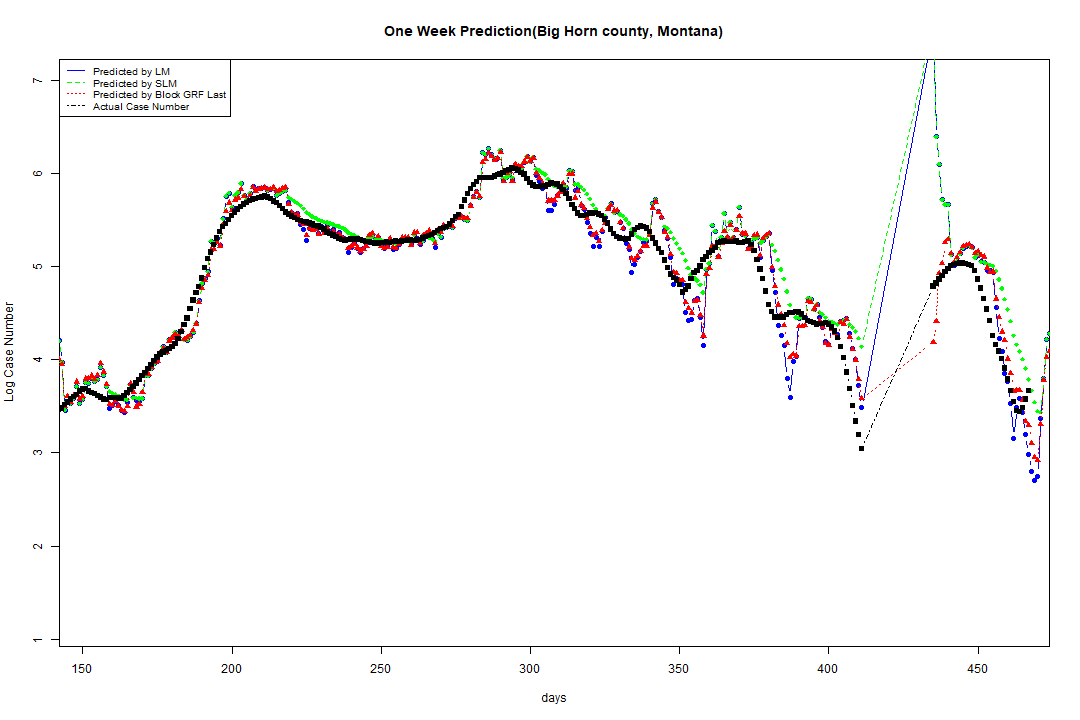 One Week Prediction(Big Horn county, Montana)
Predicted by LM
Predicted by SLM
Predicted by Block GRF Last
Actual Case Number
7
6
5
4
3
2
1
Log Case Number
150 200 250 300 350 400 450
days